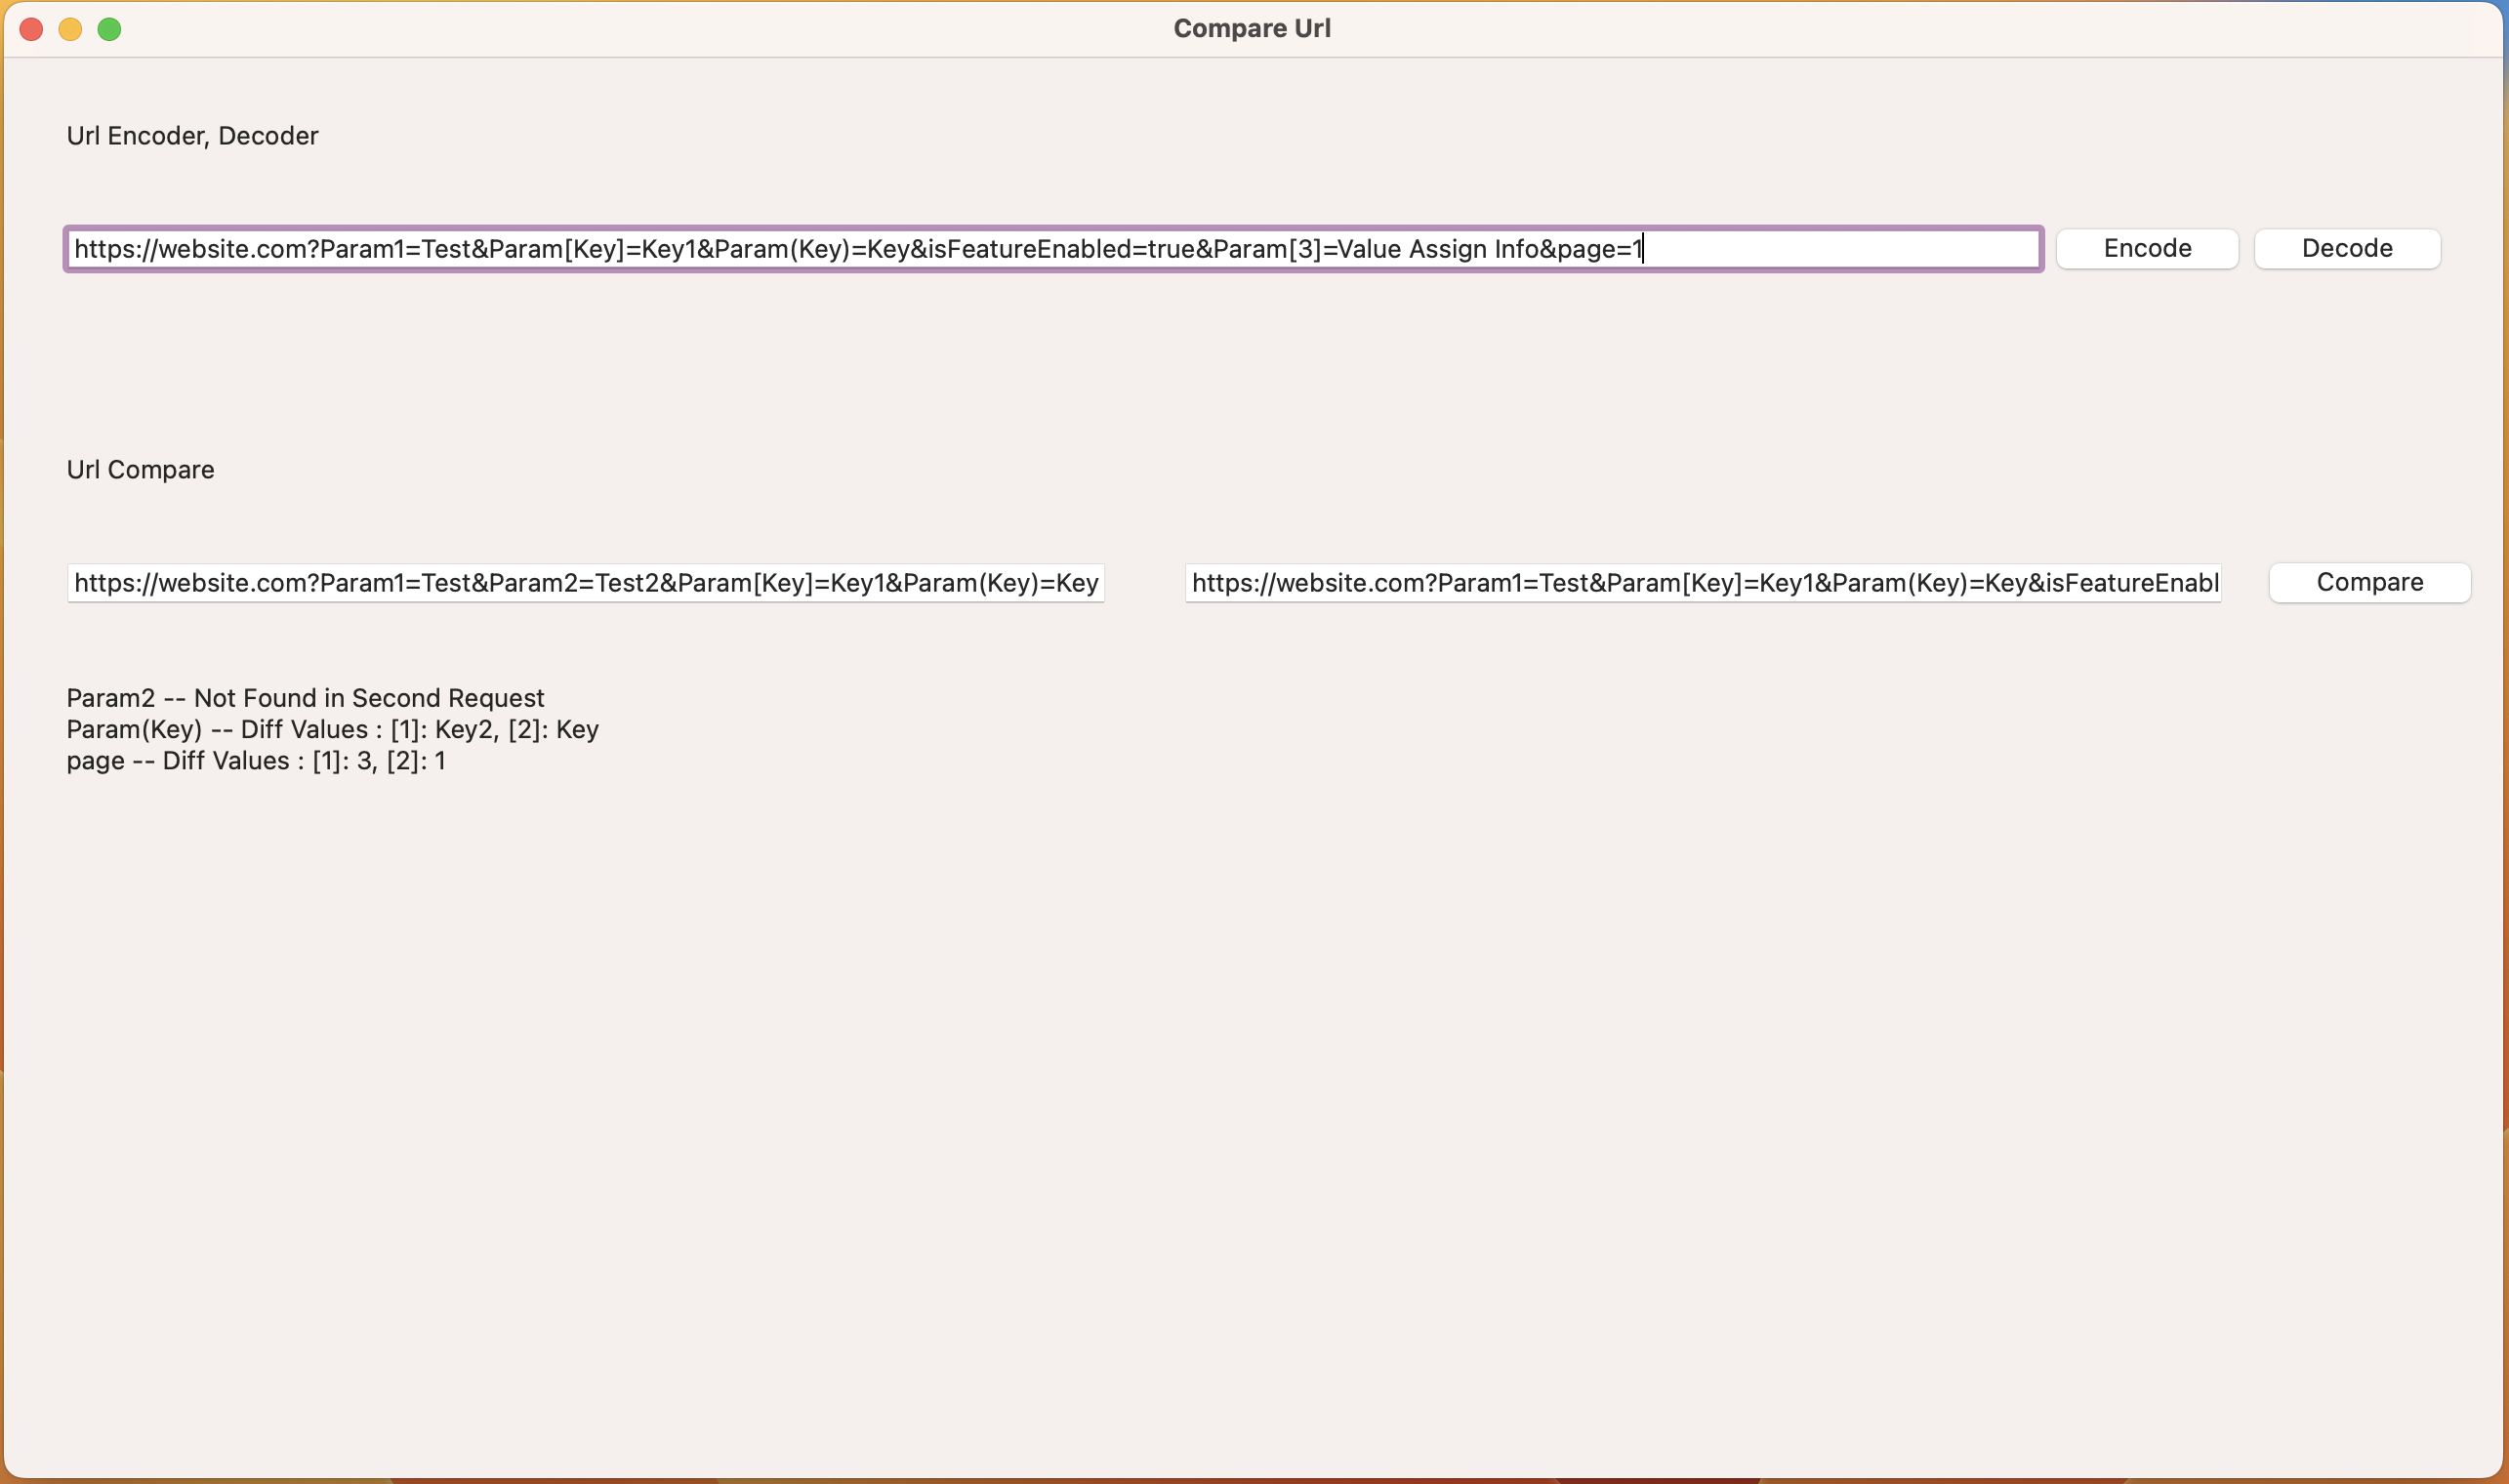 Compare Url
Url Encoder, Decoder
https://website.com?Param1=Test&Param[Key]=Key1&Param(Key)=Key&isFeatureEnabled=true&Param[3]=Value Assign Info&page=1
Encode
Decode
Url Compare
https://website.com?Param1=Test&Param2=Test2&Param[Key]=Key1&Param(Key)=Key
https://website.com?Param1=Test&Param[Key]=Key1&Param(Key)=Key&isFeatureEnabl
Compare
Param2 -- Not Found in Second Request
Param(Key) -- Diff Values : [1]: Key2, [2]: Key
page -- Diff Values : [1]: 3, [2]: 1